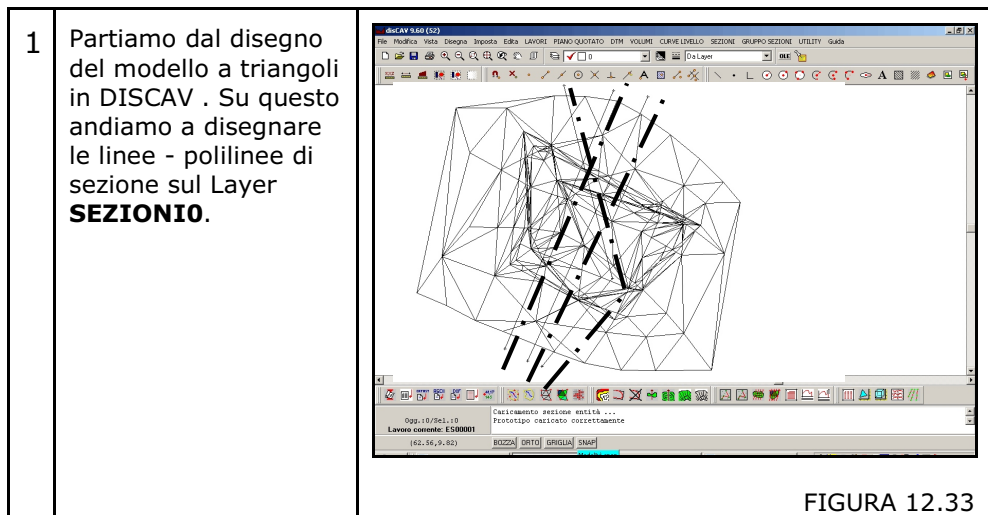 1
Partiamo dal disegno
del modello a triangoli
in DISCAV . Su questo
andiamo a disegnare
le linee - polilinee di
sezione sul Layer
SEZIONI0.
disCAV 9.60 (S2)
File Modifica Vista Disegna Imposta Edita LAVORI PIANO QUOTATO DTM VOLUMI CURVE LIVELLO SEZIONI GRUPPO SEZIONI UTILITY Guida
0 Da Layer OLE
Caricamento sezione entità ...
Prototipo caricato correttamente
Ogg.:0/Sel.:0
Lavoro corrente: ES00001
(62.56,9.82) BOZZA ORTO GRIGLIA SNAP
FIGURA 12.33